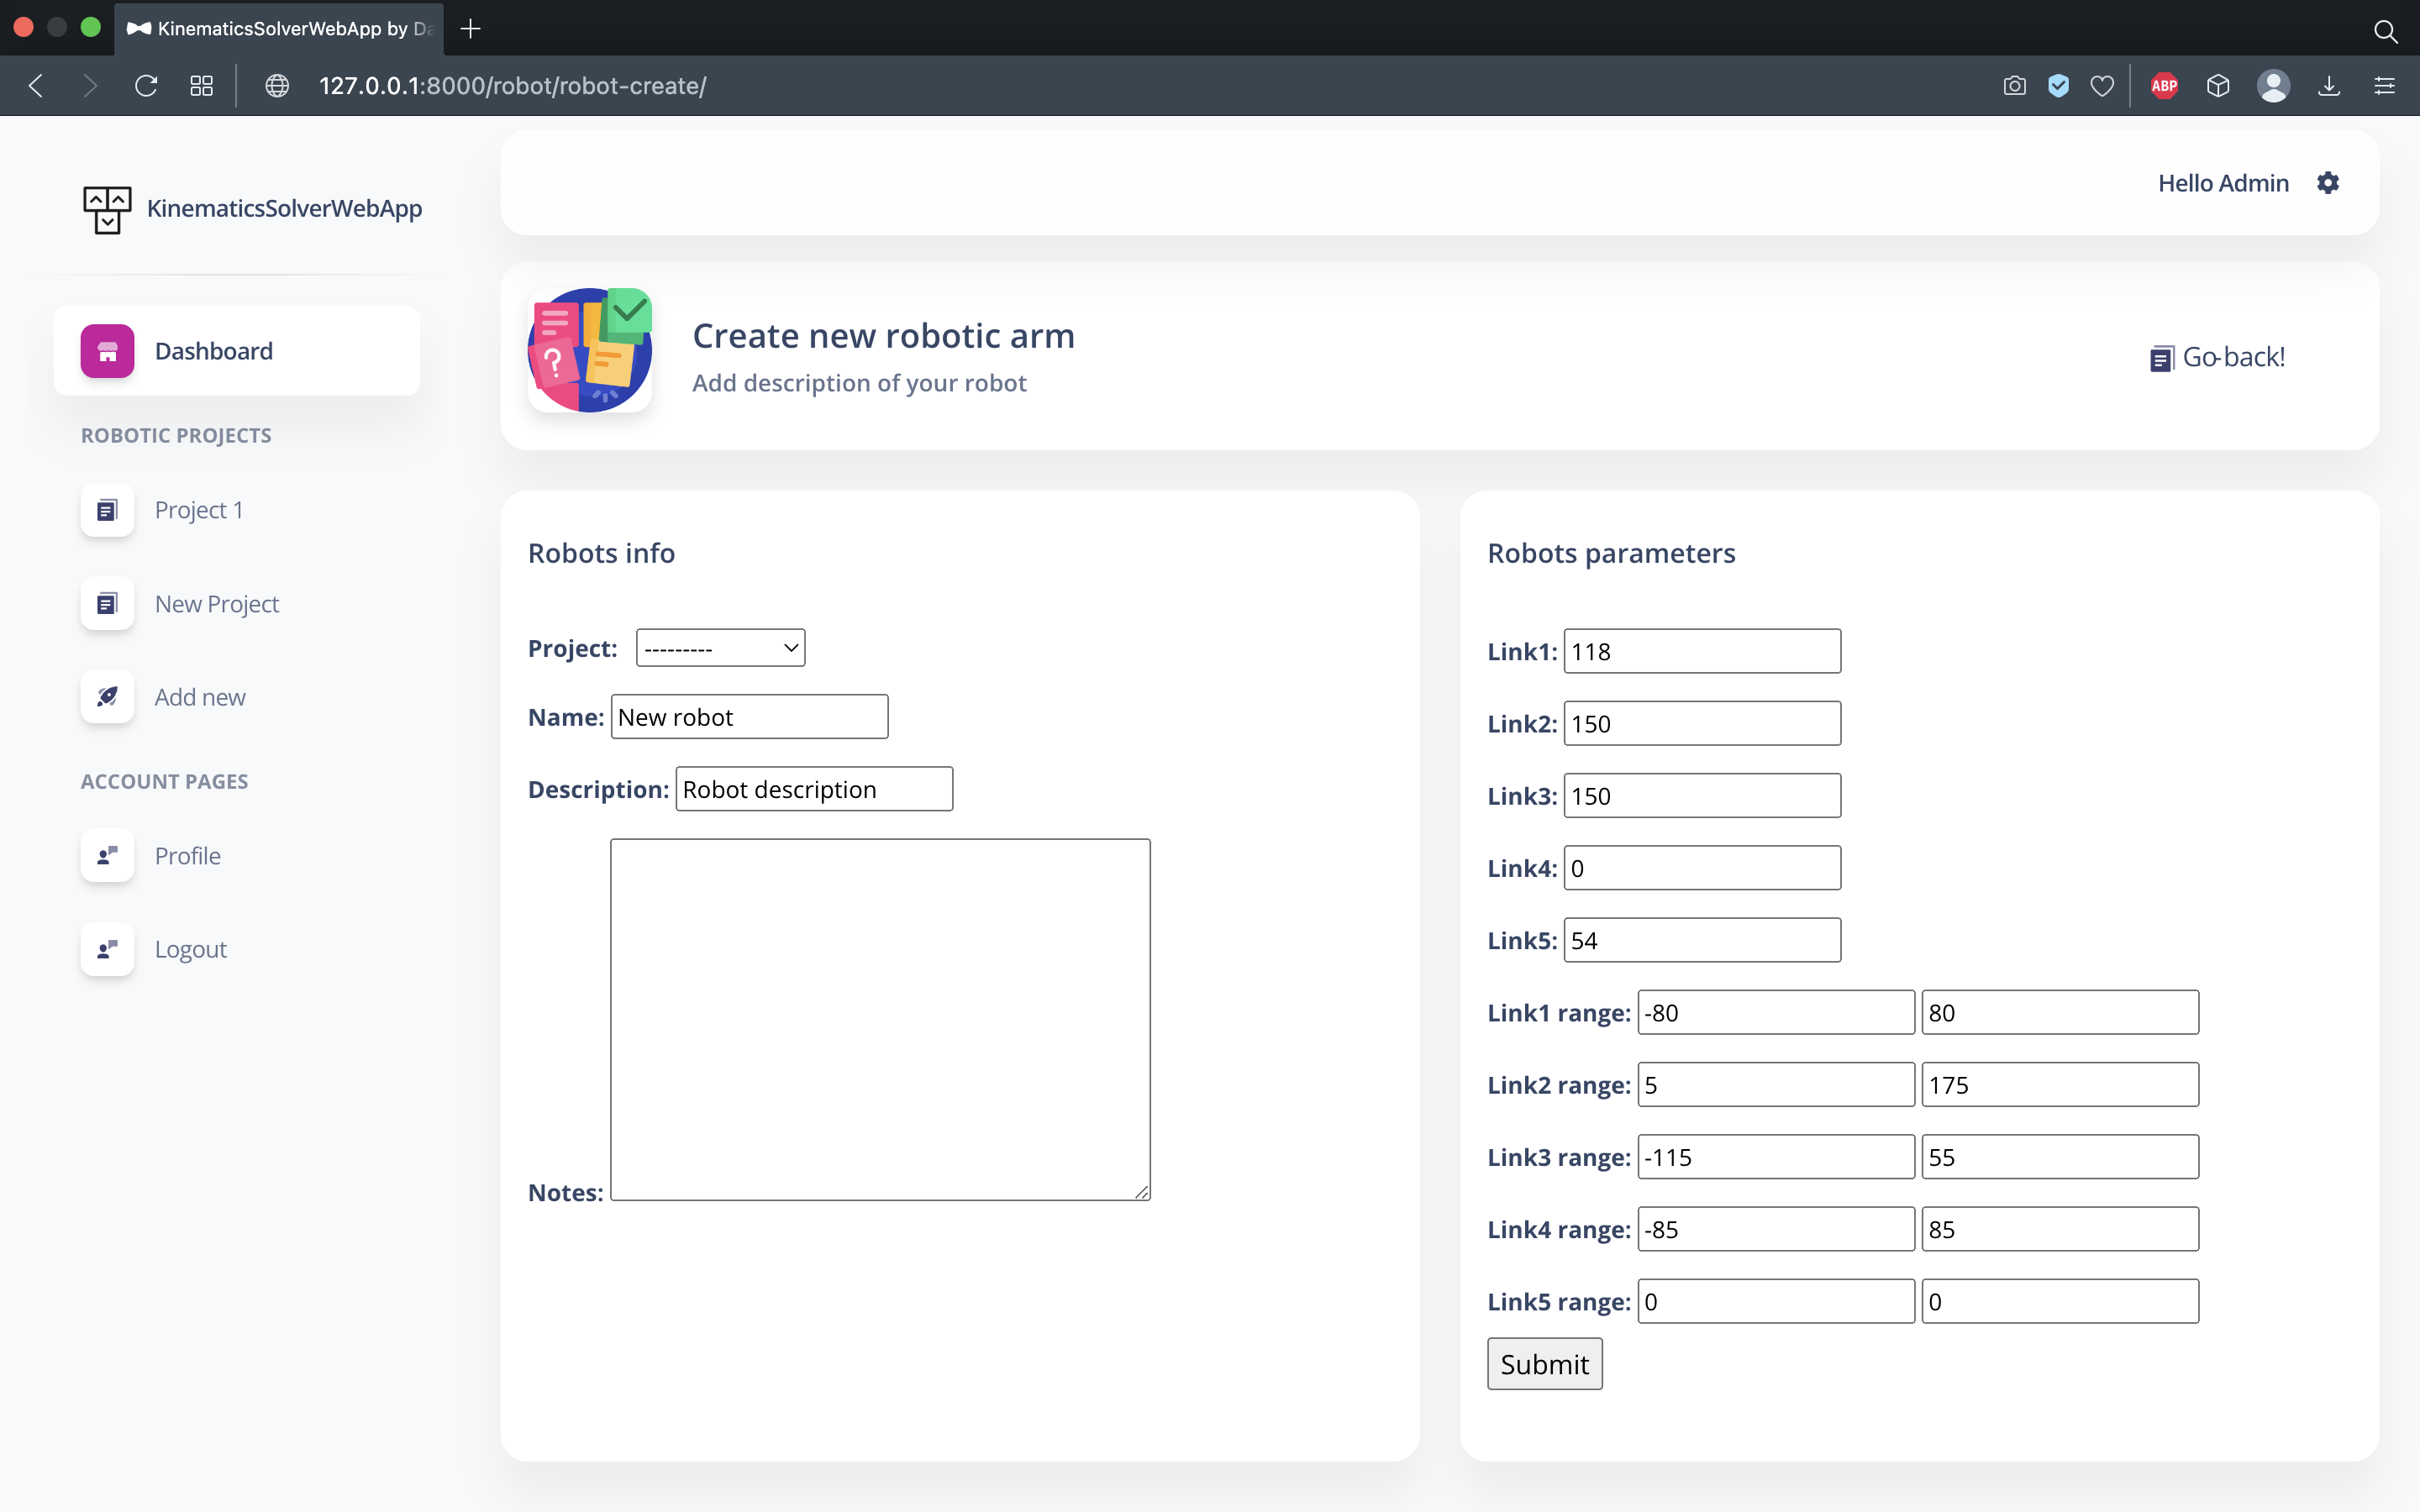 KinematicsSolverWebApp by Da
127.0.0.1:8000/robot/robot-create/
ABP
KinematicsSolverWebApp
Dashboard
ROBOTIC PROJECTS
Project 1
New Project
Add new
ACCOUNT PAGES
Profile
Logout
Hello Admin
Create new robotic arm
Add description of your robot
Go-back!
Robots info
Project: ---------
Name: New robot
Description: Robot description
Notes:
Robots parameters
Link1: 118
Link2: 150
Link3: 150
Link4: 0
Link5: 54
Link1 range: -80 80
Link2 range: 5 175
Link3 range: -115 55
Link4 range: -85 85
Link5 range: 0 0
Submit